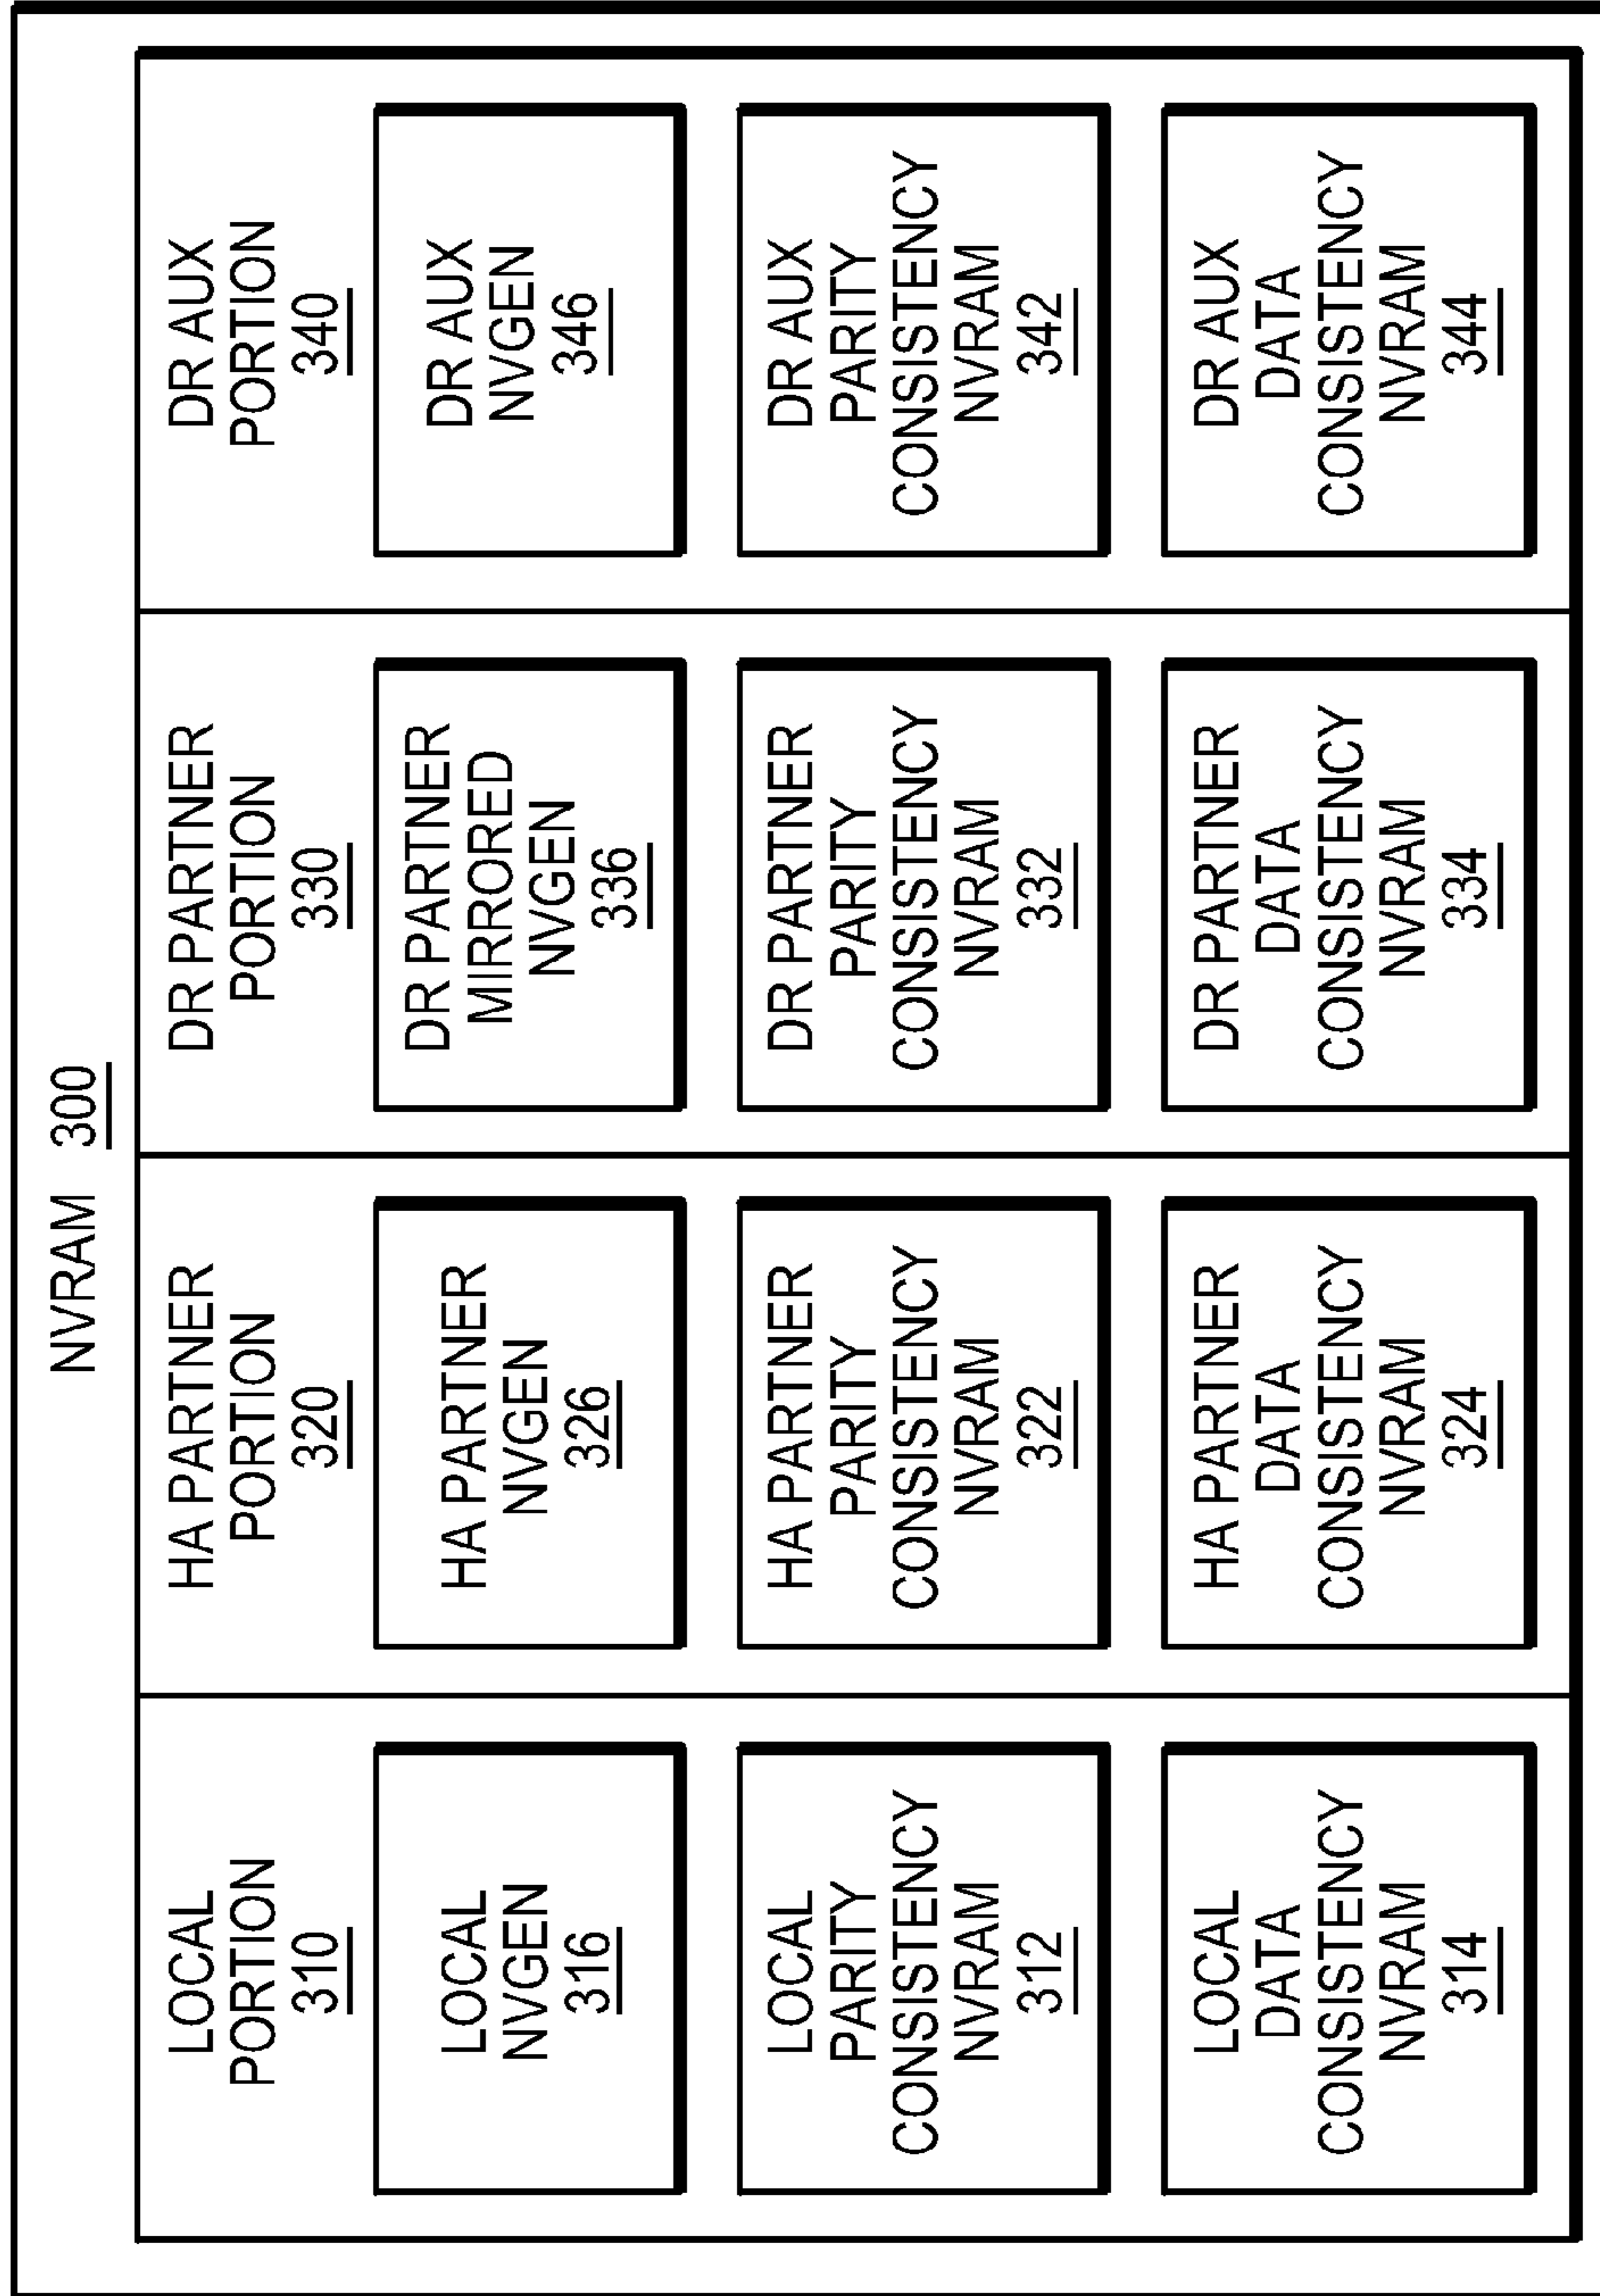 NVRAM 300
LOCAL
PORTION
310
LOCAL
NVGEN
316
LOCAL
PARITY
CONSISTENCY
NVRAM
312
LOCAL
DATA
CONSISTENCY
NVRAM
314
HA PARTNER
PORTION
320
HA PARTNER
NVGEN
326
HA PARTNER
PARITY
CONSISTENCY
NVRAM
322
HA PARTNER
DATA
CONSISTENCY
NVRAM
324
DR PARTNER
PORTION
330
DR PARTNER
MIRRORED
NVGEN
336
DR PARTNER
PARITY
CONSISTENCY
NVRAM
332
DR PARTNER
DATA
CONSISTENCY
NVRAM
334
DR AUX
PORTION
340
DR AUX
NVGEN
346
DR AUX
PARITY
CONSISTENCY
NVRAM
342
DR AUX
DATA
CONSISTENCY
NVRAM
344